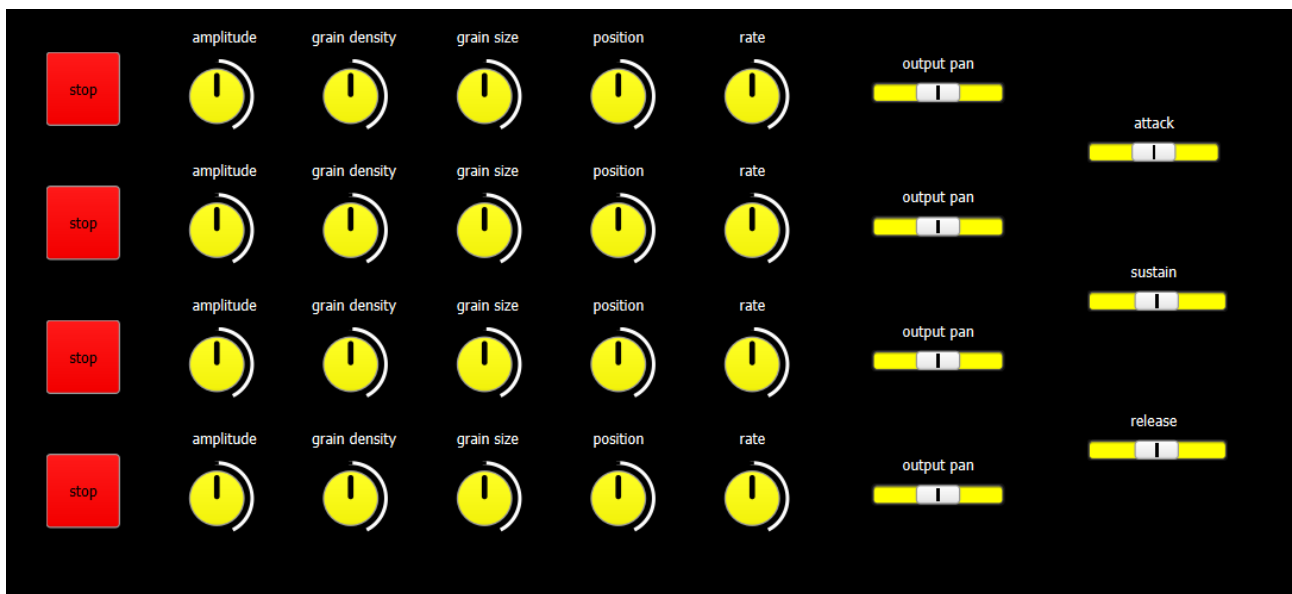 amplitude grain density grain size position rate
stop
output pan
attack
amplitude grain density grain size position rate
stop
output pan
sustain
amplitude grain density grain size position rate
stop
output pan
release
amplitude grain density grain size position rate
stop
output pan